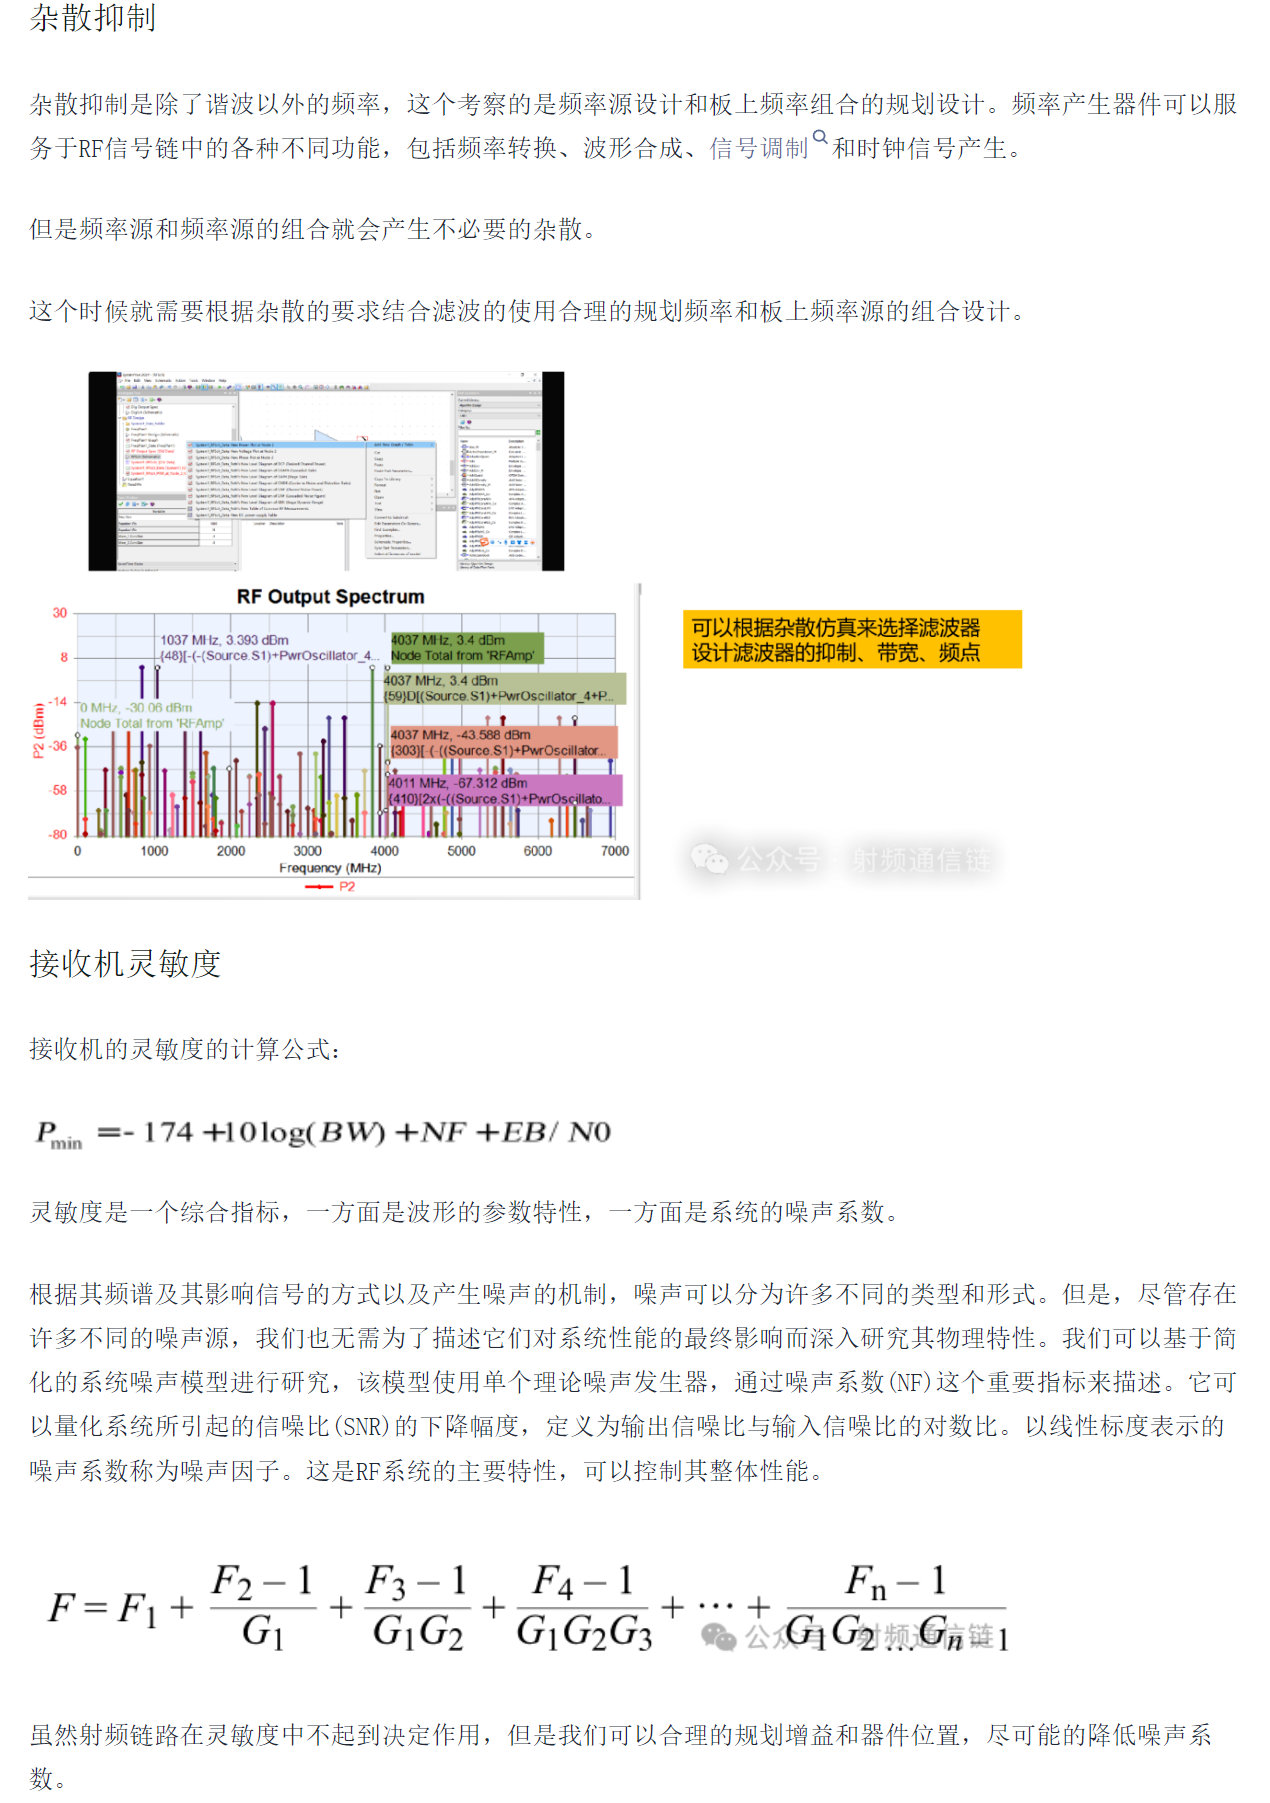 杂散抑制
杂散抑制是除了谐波以外的频率，这个考察的是频率源设计和板上频率组合的规划设计。频率产生器件可以服
务于RF信号链中的各种不同功能，包括频率转换、波形合成、信号调制和时钟信号产生。
但是频率源和频率源的组合就会产生不必要的杂散。
这个时候就需要根据杂散的要求结合滤波的使用合理的规划频率和板上频率源的组合设计。
RF Output Spectrum
30
8
-14
-36
-58
-80
P2 (dBm)
1037 MHz, 3.393 dBm
{48}[-(-(Source.S1)+PwrOscillator_4...
0 MHz, -30.06 dBm
Node Total from 'RFAmp'
4037 MHz, 3.4 dBm
Node Total from 'RFAmp'
4037 MHz, 3.4 dBm
{59}D[(Source.S1)+PwrOscillator_4+P...
4037 MHz, -43.588 dBm
{303}[-(-((Source.S1)+PwrOscillator...
4011 MHz, -67.312 dBm
{410}[2x(-((Source.S1)+PwrOscillato...
0 1000 2000 3000 4000 5000 6000 7000
Frequency (MHz)
P2
可以根据杂散仿真来选择滤波器
设计滤波器的抑制、带宽、频点
公众号 · 射频通信链
接收机灵敏度
接收机的灵敏度的计算公式：
P_min =- 174 +10log(BW) +NF +EB/ N0
灵敏度是一个综合指标，一方面是波形的参数特性，一方面是系统的噪声系数。
根据其频谱及其影响信号的方式以及产生噪声的机制，噪声可以分为许多不同的类型和形式。但是，尽管存在
许多不同的噪声源，我们也无需为了描述它们对系统性能的最终影响而深入研究其物理特性。我们可以基于简
化的系统噪声模型进行研究，该模型使用单个理论噪声发生器，通过噪声系数(NF)这个重要指标来描述。它可
以量化系统所引起的信噪比(SNR)的下降幅度，定义为输出信噪比与输入信噪比的对数比。以线性标度表示的
噪声系数称为噪声因子。这是RF系统的主要特性，可以控制其整体性能。
F = F₁ + (F₂ − 1)/G₁ + (F₃ − 1)/(G₁G₂) + (F₄ − 1)/(G₁G₂G₃) + ⋯ + (Fₙ − 1)/(G₁G₂…Gₙ₋₁)
公众号 · 射频通信链
虽然射频链路在灵敏度中不起到决定作用，但是我们可以合理的规划增益和器件位置，尽可能的降低噪声系
数。